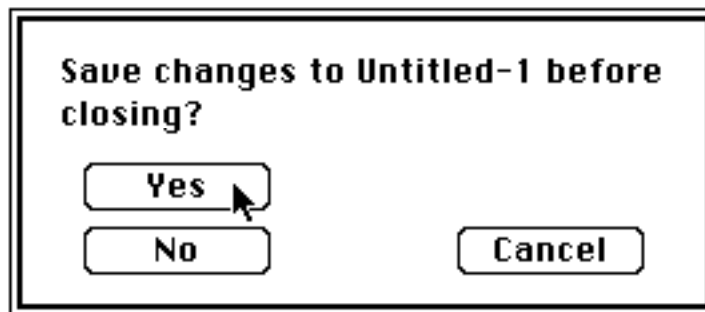 Save changes to Untitled-1 before
closing?
Yes
No
Cancel